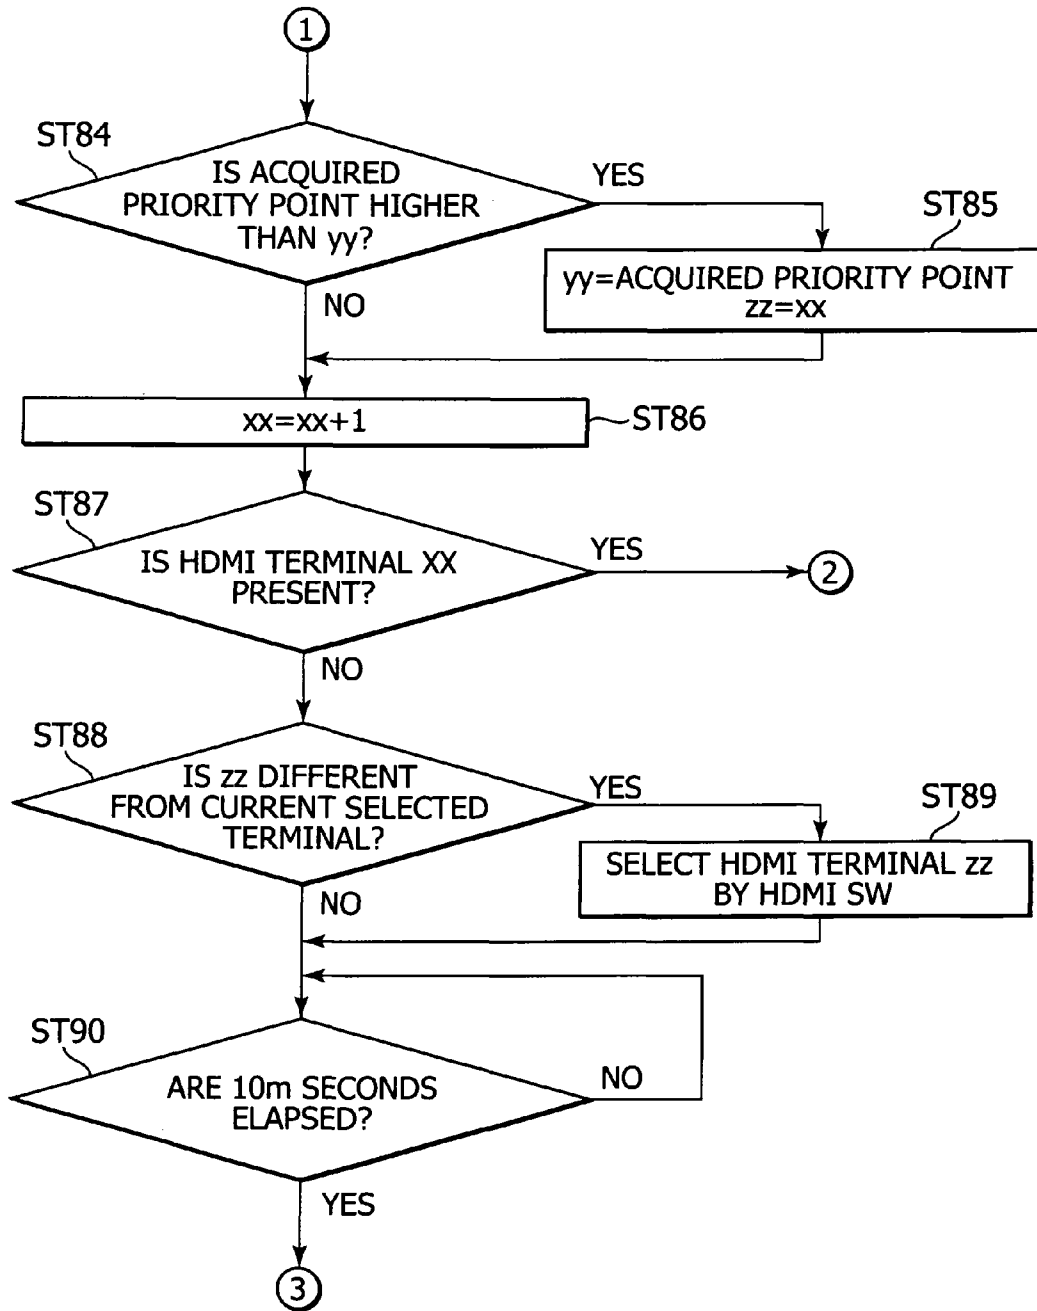 1
ST84
IS ACQUIRED
PRIORITY POINT HIGHER
THAN yy?
YES
ST85
yy=ACQUIRED PRIORITY POINT
zz=xx
NO
xx=xx+1
ST86
ST87
IS HDMI TERMINAL XX
PRESENT?
YES
2
NO
ST88
IS zz DIFFERENT
FROM CURRENT SELECTED
TERMINAL?
YES
ST89
SELECT HDMI TERMINAL zz
BY HDMI SW
NO
ST90
ARE 10m SECONDS
ELAPSED?
NO
YES
3